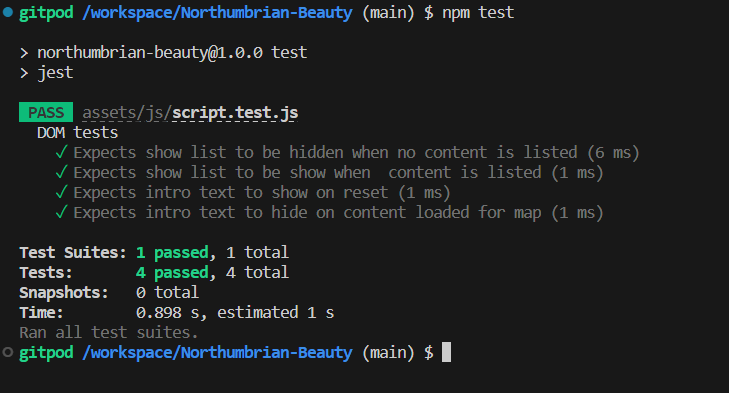 gitpod /workspace/Northumbrian-Beauty (main) $ npm test
> northumbrian-beauty@1.0.0 test
> jest
PASS assets/js/script.test.js
DOM tests
✓ Expects show list to be hidden when no content is listed (6 ms)
✓ Expects show list to be show when  content is listed (1 ms)
✓ Expects intro text to show on reset (1 ms)
✓ Expects intro text to hide on content loaded for map (1 ms)
Test Suites: 1 passed, 1 total
Tests:       4 passed, 4 total
Snapshots:   0 total
Time:        0.898 s, estimated 1 s
Ran all test suites.
gitpod /workspace/Northumbrian-Beauty (main) $